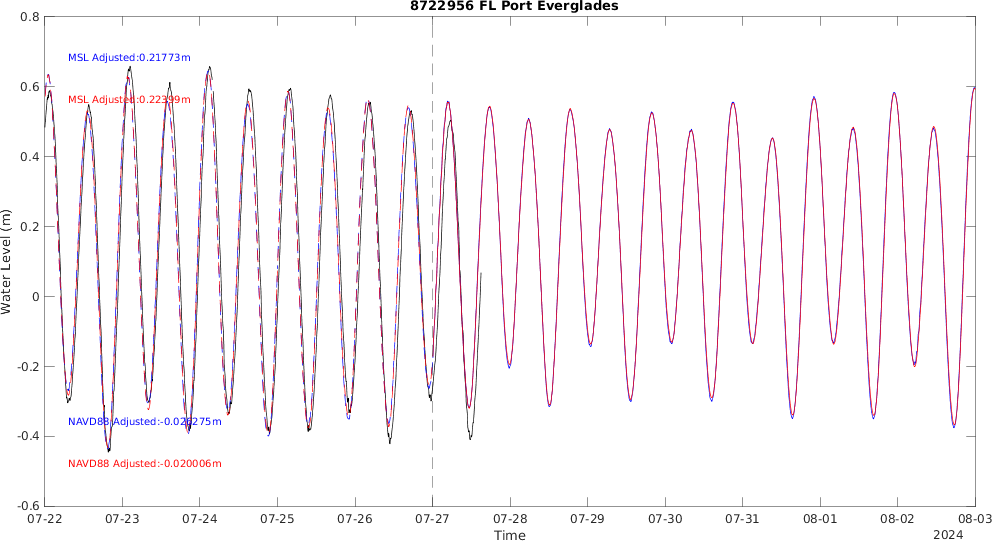 8722956 FL Port Everglades
0.8
0.6
0.4
0.2
0
-0.2
-0.4
-0.6
Water Level (m)
MSL Adjusted:0.21773m
MSL Adjusted:0.22399m
NAVD88 Adjusted:-0.026275m
NAVD88 Adjusted:-0.020006m
07-22 07-23 07-24 07-25 07-26 07-27 07-28 07-29 07-30 07-31 08-01 08-02 08-03
Time
2024